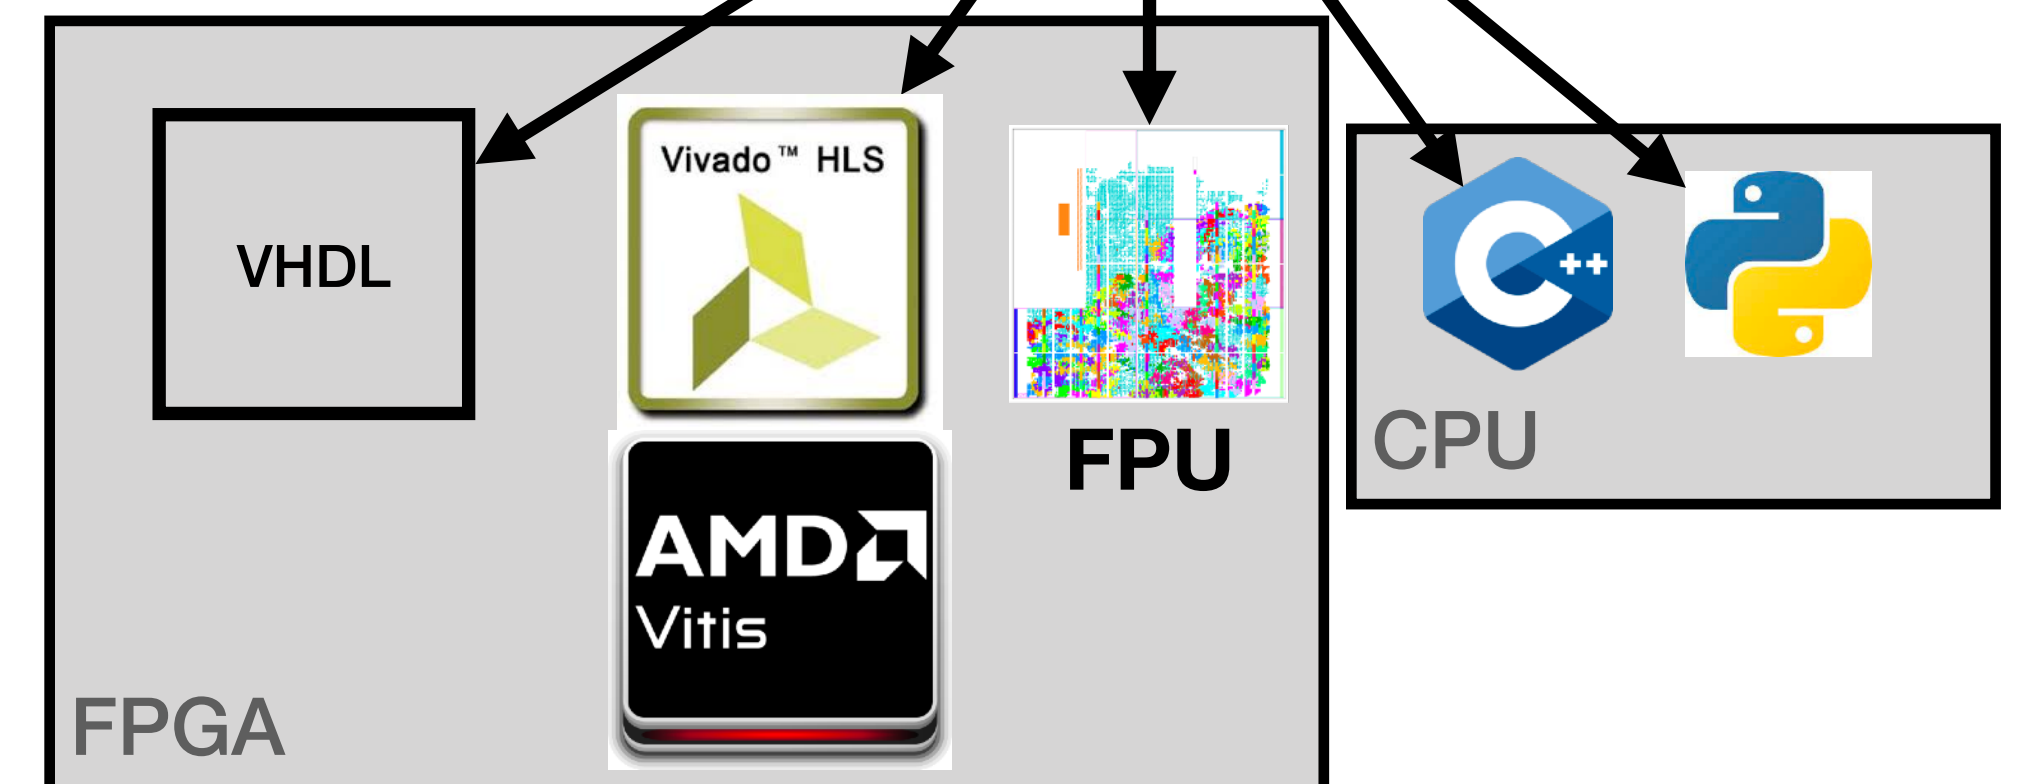 VHDL
Vivado™ HLS
AMD
Vitis
FPU
FPGA
C++
CPU